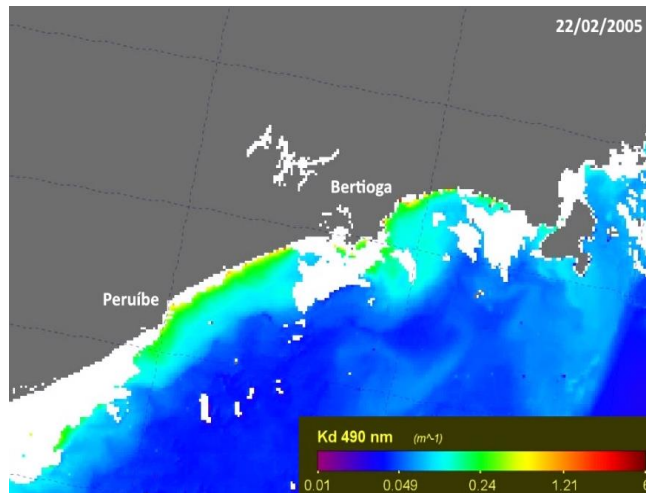 22/02/2005
Bertioga
Peruíbe
Kd 490 nm (m^-1)
0.01 0.049 0.24 1.21 6